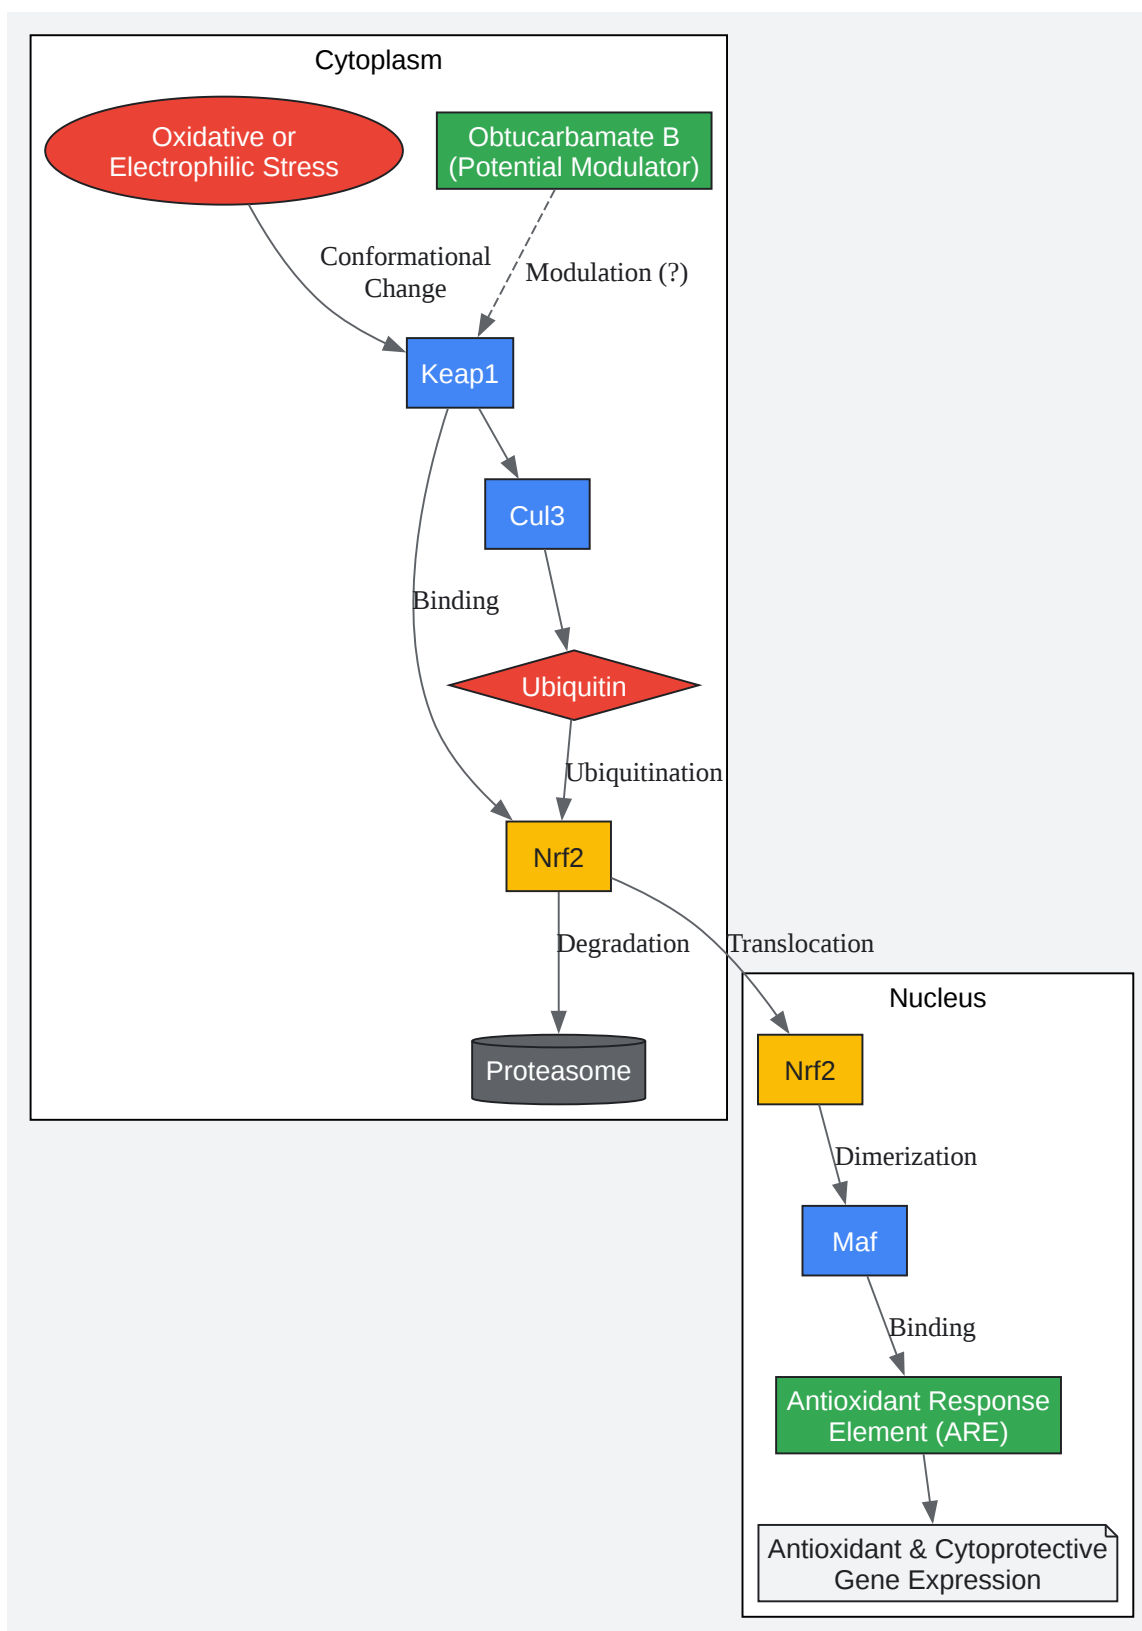 Cytoplasm
Oxidative or
Electrophilic Stress
Obtucarbamate B
(Potential Modulator)
Conformational
Change
Modulation (?)
Keap1
Cul3
Binding
Ubiquitin
Ubiquitination
Nrf2
Degradation
Translocation
Proteasome
Nucleus
Nrf2
Dimerization
Maf
Binding
Antioxidant Response
Element (ARE)
Antioxidant & Cytoprotective
Gene Expression